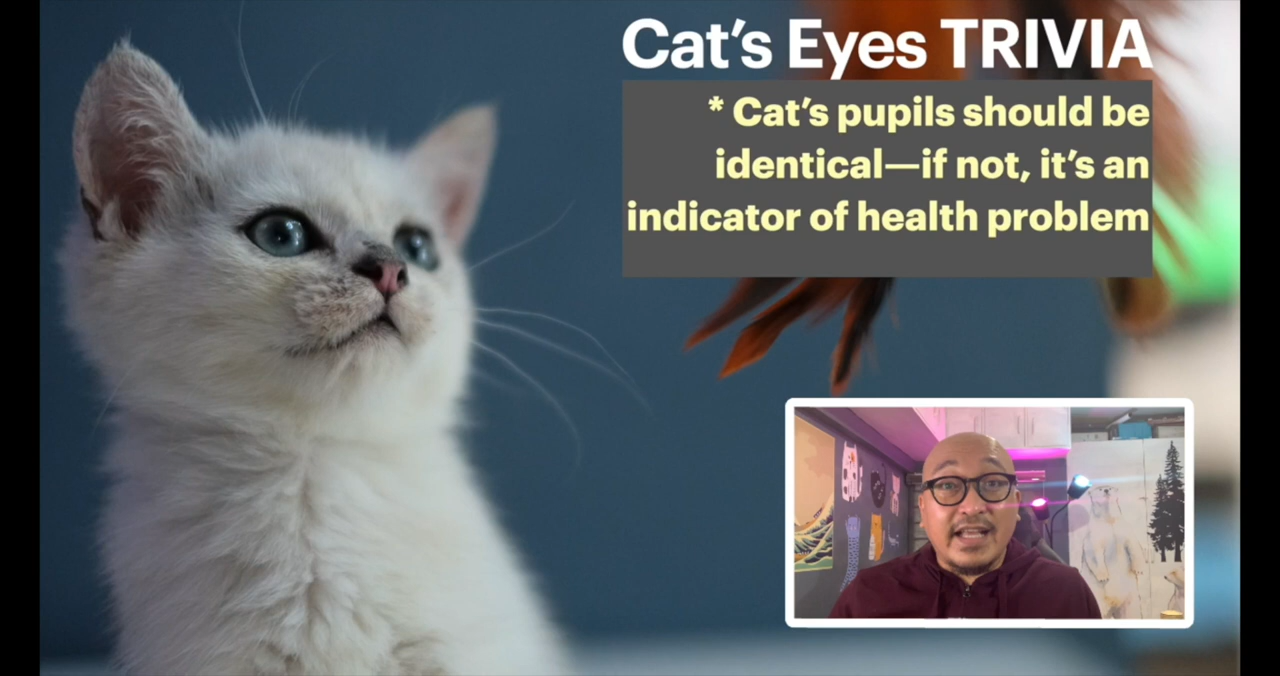 Cat’s Eyes TRIVIA
* Cat’s pupils should be
identical—if not, it’s an
indicator of health problem